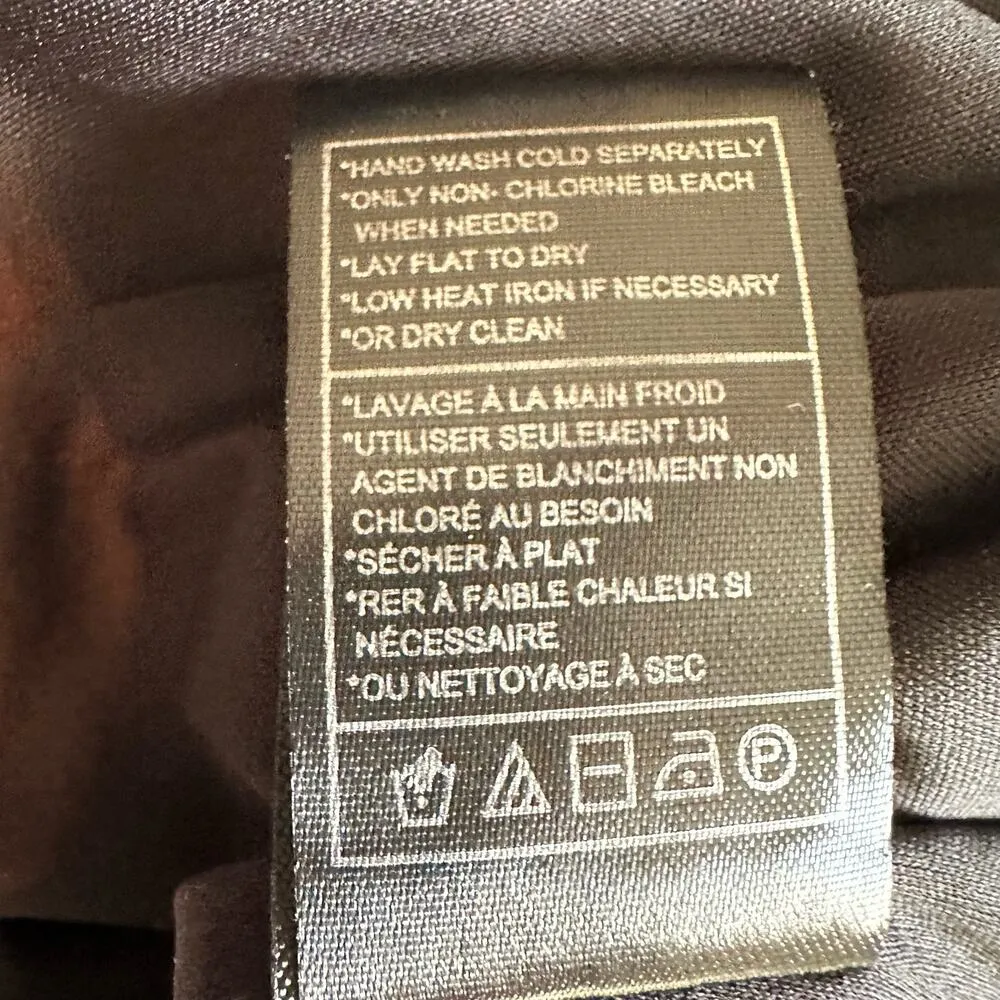 *HAND WASH COLD SEPARATELY
*ONLY NON- CHLORINE BLEACH
WHEN NEEDED
*LAY FLAT TO DRY
*LOW HEAT IRON IF NECESSARY
*OR DRY CLEAN
*LAVAGE À LA MAIN FROID
*UTILISER SEULEMENT UN
AGENT DE BLANCHIMENT NON
CHLORÉ AU BESOIN
*SÉCHER À PLAT
*RER À FAIBLE CHALEUR SI
NÉCESSAIRE
*OU NETTOYAGE À SEC
P